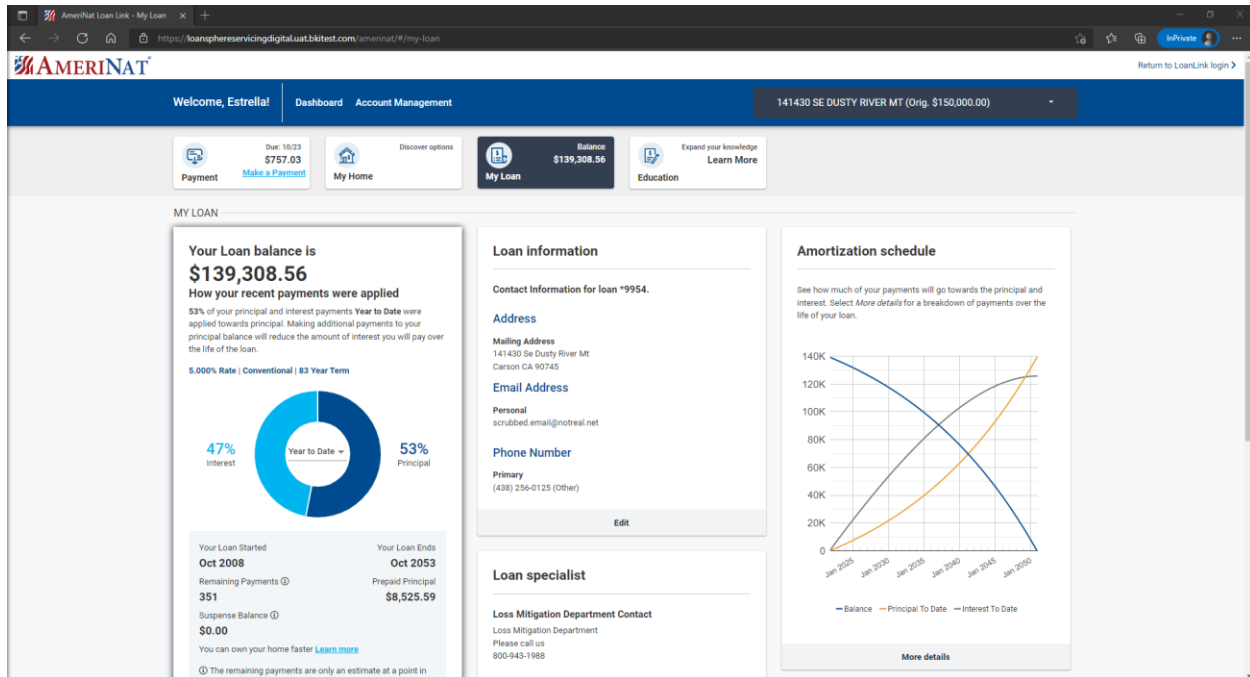 AmeriNat Loan Link - My Loan
https://loansphereservicingdigital.uat.bkitest.com/amerinat/#/my-loan
InPrivate
AMERINAT
Return to LoanLink login
Welcome, Estrella!
Dashboard
Account Management
141430 SE DUSTY RIVER MT (Orig. $150,000.00)
Due: 10/23
$757.03
Make a Payment
Payment
Discover options
My Home
Balance
$139,308.56
My Loan
Expand your knowledge
Learn More
Education
MY LOAN
Your Loan balance is
$139,308.56
How your recent payments were applied
53% of your principal and interest payments Year to Date were
applied towards principal. Making additional payments to your
principal balance will reduce the amount of interest you will pay over
the life of the loan.
5.000% Rate | Conventional | 83 Year Term
47%
Interest
Year to Date
53%
Principal
Your Loan Started
Your Loan Ends
Oct 2008
Oct 2053
Remaining Payments
Prepaid Principal
351
$8,525.59
Suspense Balance
$0.00
You can own your home faster Learn more
The remaining payments are only an estimate at a point in
Loan information
Contact Information for loan *9954.
Address
Mailing Address
141430 Se Dusty River Mt
Carson CA 90745
Email Address
Personal
scrubbed.email@notreal.net
Phone Number
Primary
(438) 256-0125 (Other)
Edit
Loan specialist
Loss Mitigation Department Contact
Loss Mitigation Department
Please call us
800-943-1988
Amortization schedule
See how much of your payments will go towards the principal and
interest. Select More details for a breakdown of payments over the
life of your loan.
140K
120K
100K
80K
60K
40K
20K
0
Jan 2025
Jan 2030
Jan 2035
Jan 2040
Jan 2045
Jan 2050
Balance
Principal To Date
Interest To Date
More details